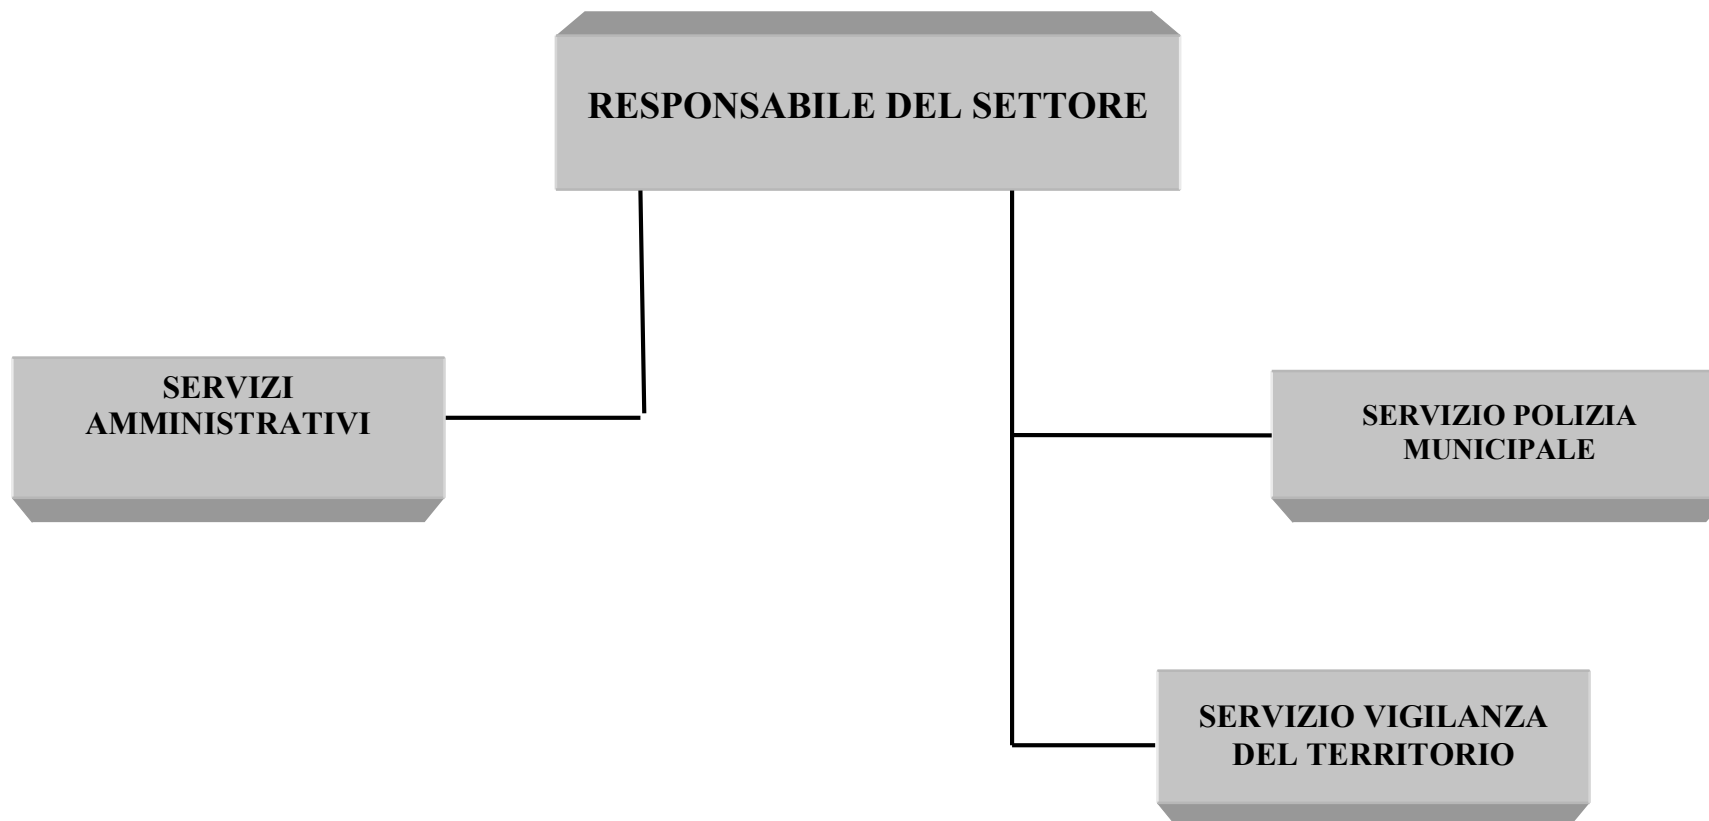 RESPONSABILE DEL SETTORE
SERVIZI
AMMINISTRATIVI
SERVIZIO POLIZIA
MUNICIPALE
SERVIZIO VIGILANZA
DEL TERRITORIO